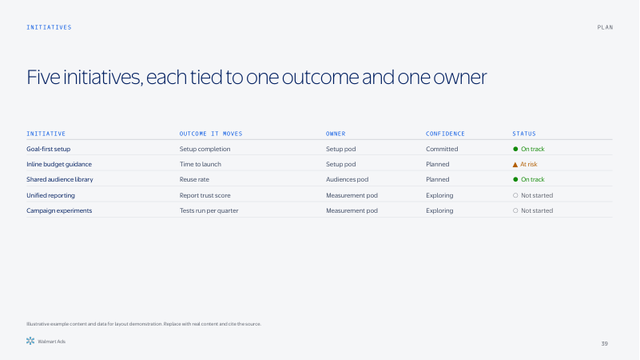 INITIATIVES PLAN
Five initiatives, each tied to one outcome and one owner
INITIATIVE OUTCOME IT MOVES OWNER CONFIDENCE STATUS
Goal-first setup Setup completion Setup pod Committed On track
Inline budget guidance Time to launch Setup pod Planned At risk
Shared audience library Reuse rate Audiences pod Planned On track
Unified reporting Report trust score Measurement pod Exploring Not started
Campaign experiments Tests run per quarter Measurement pod Exploring Not started
Illustrative example content and data for layout demonstration. Replace with real content and cite the source.
Walmart Ads 39